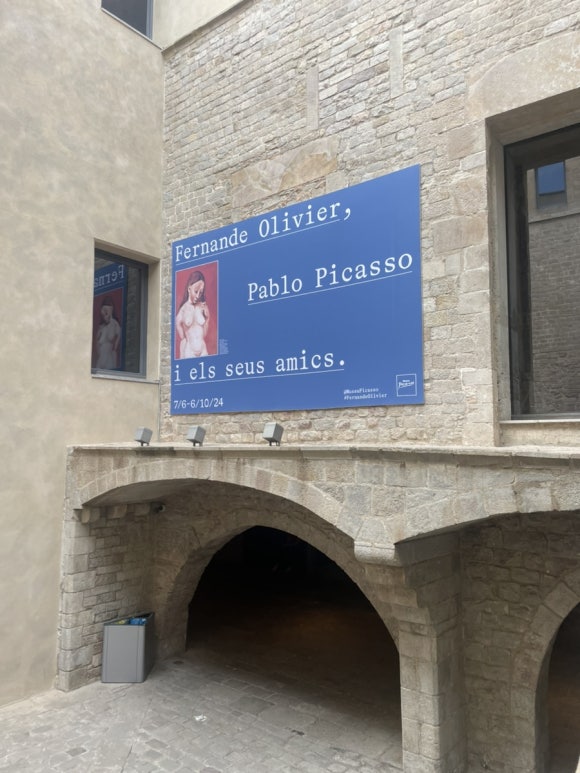 Fernande Olivier,
Pablo Picasso
i els seus amics.
7/6-6/10/24
@MuseuPicasso
#FernandeOlivier